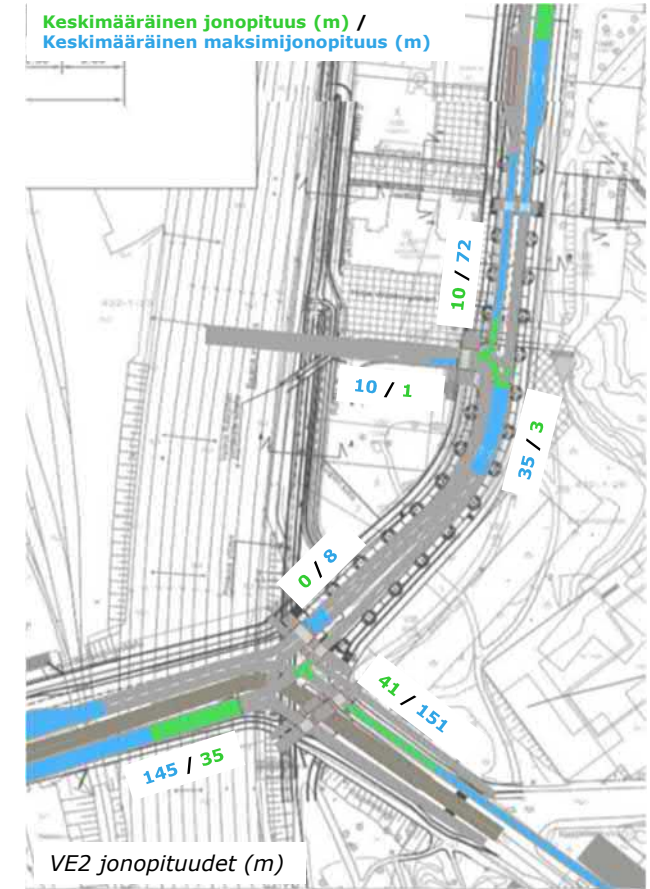 Keskimääräinen jonopituus (m) /
Keskimääräinen maksimijonopituus (m)
10 / 72
10 / 1
35 / 3
0 / 8
41 / 151
145 / 35
VE2 jonopituudet (m)